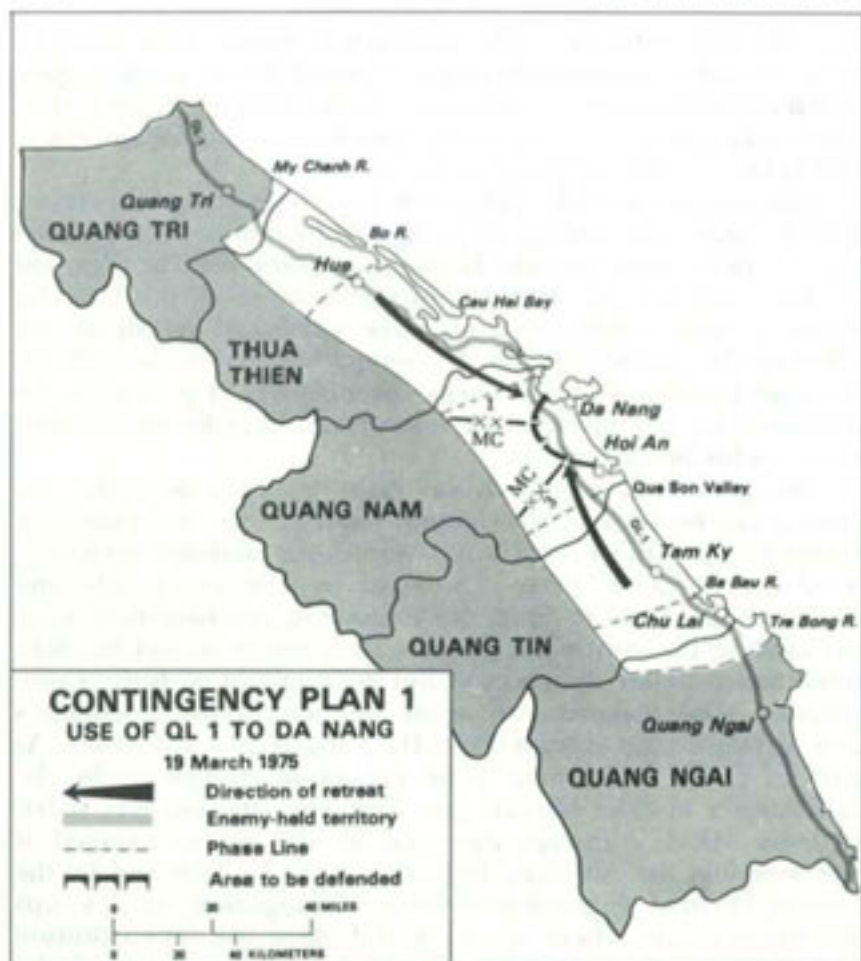 QL-1
My Chanh R.
Quang Tri
QUANG TRI
Bo R.
Hue
Cau Hai Bay
THUA
THIEN
1
MC
Da Nang
Hoi An
MC
3
Que Son Valley
QUANG NAM
QL-1
Tam Ky
Ba Bau R.
Chu Lai
Tra Bong R.
QUANG TIN
Quang Ngai
QUANG NGAI
CONTINGENCY PLAN 1
USE OF QL 1 TO DA NANG
19 March 1975
Direction of retreat
Enemy-held territory
Phase Line
Area to be defended
0 40 MILES
0 20 40 KILOMETERS